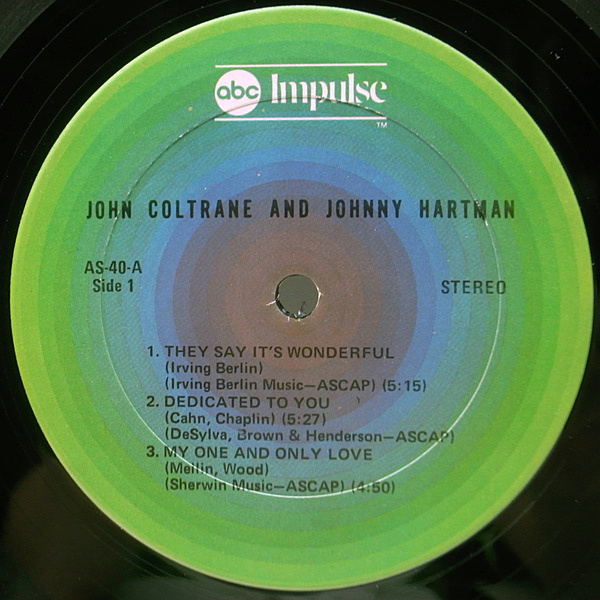 abc Impulse
TM
JOHN COLTRANE AND JOHNNY HARTMAN
AS-40-A
Side 1
STEREO
1. THEY SAY IT'S WONDERFUL
(Irving Berlin)
(Irving Berlin Music—ASCAP) (5:15)
2. DEDICATED TO YOU
(Cahn, Chaplin) (5:27)
(DeSylva, Brown & Henderson—ASCAP)
3. MY ONE AND ONLY LOVE
(Mellin, Wood)
(Sherwin Music—ASCAP) (4:50)